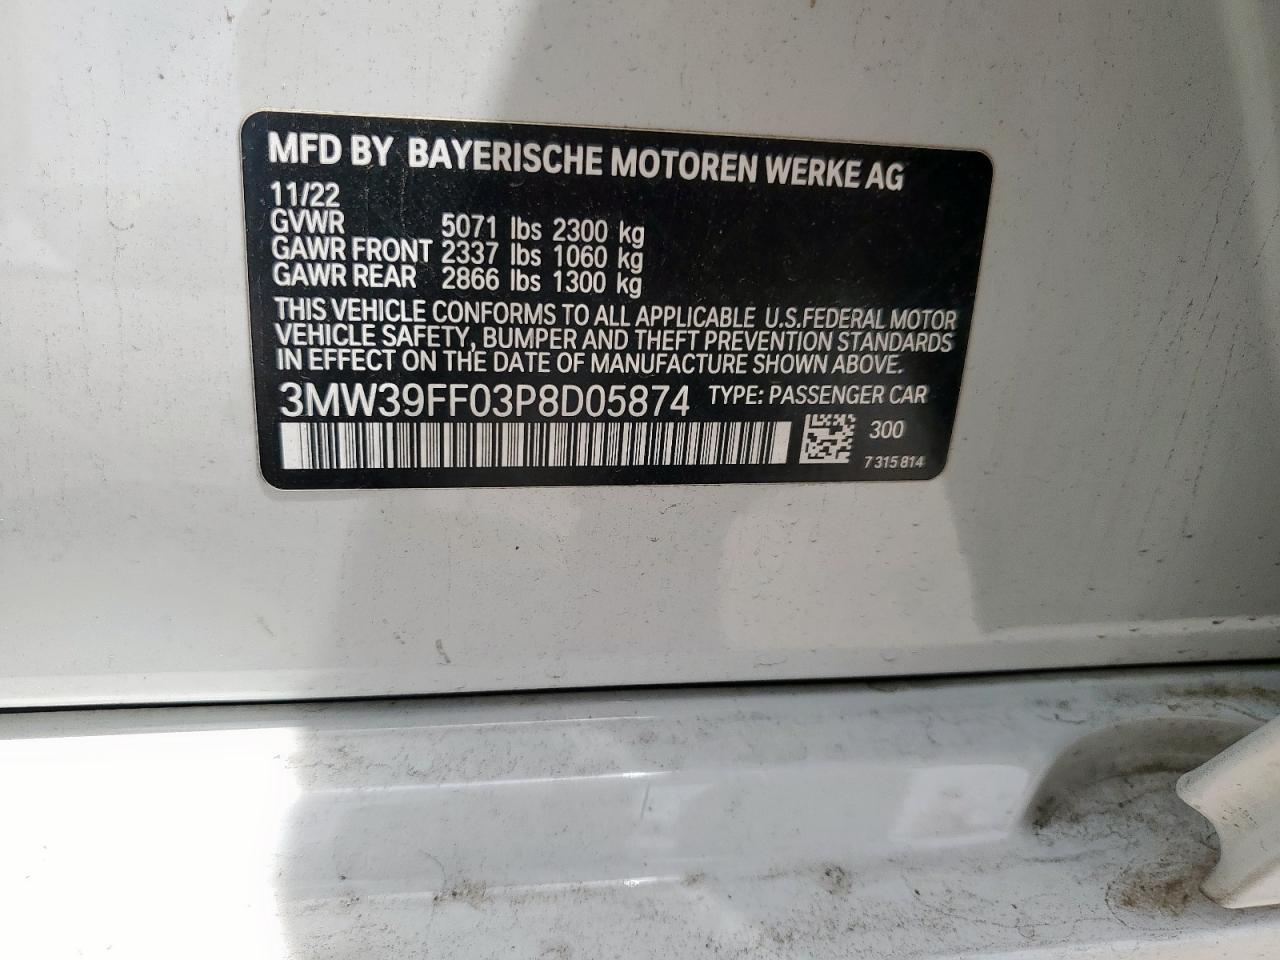 MFD BY BAYERISCHE MOTOREN WERKE AG
11/22
GVWR 5071 lbs 2300 kg
GAWR FRONT 2337 lbs 1060 kg
GAWR REAR 2866 lbs 1300 kg
THIS VEHICLE CONFORMS TO ALL APPLICABLE U.S.FEDERAL MOTOR
VEHICLE SAFETY, BUMPER AND THEFT PREVENTION STANDARDS
IN EFFECT ON THE DATE OF MANUFACTURE SHOWN ABOVE.
3MW39FF03P8D05874 TYPE: PASSENGER CAR
300
7 315 814